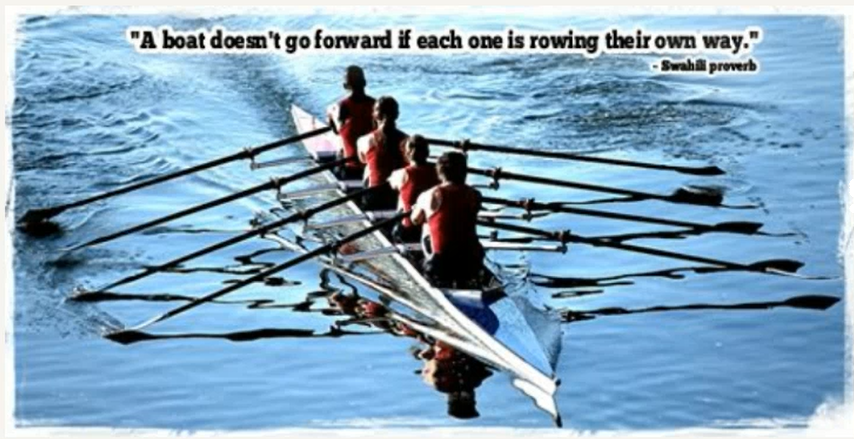 "A boat doesn't go forward if each one is rowing their own way."
- Swahili proverb